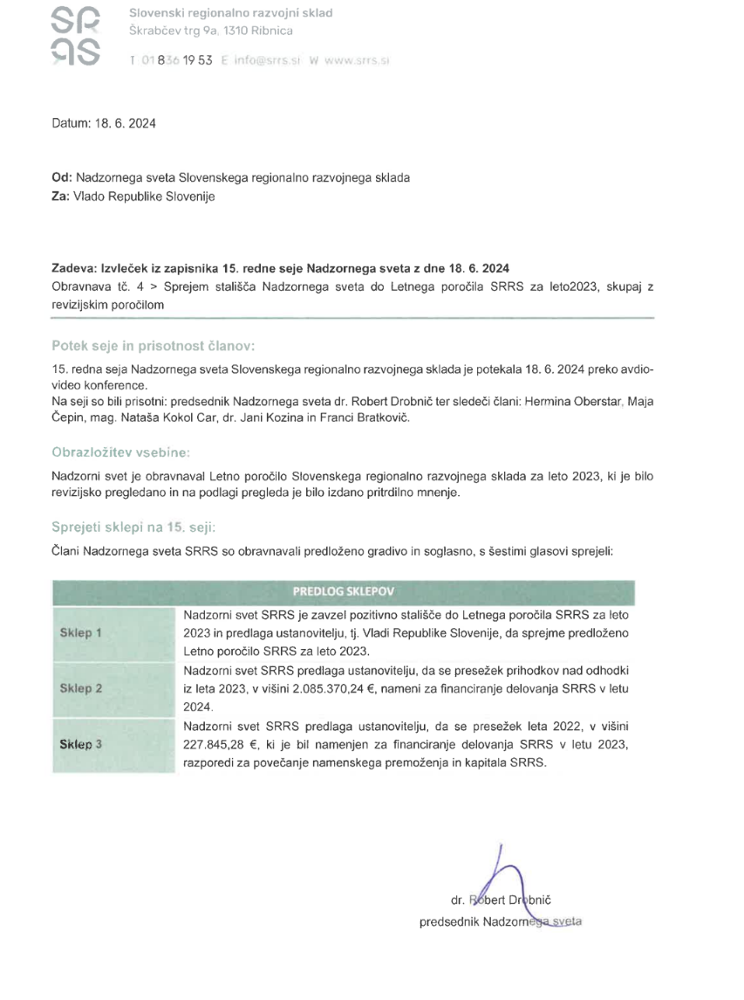 SR
RS
Slovenski regionalno razvojni sklad
Škrabčev trg 9a, 1310 Ribnica
T 01 836 19 53 E info@srrs.si W www.srrs.si
Datum: 18. 6. 2024
Od: Nadzornega sveta Slovenskega regionalno razvojnega sklada
Za: Vlado Republike Slovenije
Zadeva: Izvleček iz zapisnika 15. redne seje Nadzornega sveta z dne 18. 6. 2024
Obravnava tč. 4 > Sprejem stališča Nadzornega sveta do Letnega poročila SRRS za leto2023, skupaj z
revizijskim poročilom
Potek seje in prisotnost članov:
15. redna seja Nadzornega sveta Slovenskega regionalno razvojnega sklada je potekala 18. 6. 2024 preko avdio-
video konference.
Na seji so bili prisotni: predsednik Nadzornega sveta dr. Robert Drobnič ter sledeči člani: Hermina Oberstar, Maja
Čepin, mag. Nataša Kokol Car, dr. Jani Kozina in Franci Bratkovič.
Obrazložitev vsebine:
Nadzorni svet je obravnaval Letno poročilo Slovenskega regionalno razvojnega sklada za leto 2023, ki je bilo
revizijsko pregledano in na podlagi pregleda je bilo izdano pritrdilno mnenje.
Sprejeti sklepi na 15. seji:
Člani Nadzornega sveta SRRS so obravnavali predloženo gradivo in soglasno, s šestimi glasovi sprejeli:
PREDLOG SKLEPOV
Sklep 1
Nadzorni svet SRRS je zavzel pozitivno stališče do Letnega poročila SRRS za leto
2023 in predlaga ustanovitelju, tj. Vladi Republike Slovenije, da sprejme predloženo
Letno poročilo SRRS za leto 2023.
Sklep 2
Nadzorni svet SRRS predlaga ustanovitelju, da se presežek prihodkov nad odhodki
iz leta 2023, v višini 2.085.370,24 €, nameni za financiranje delovanja SRRS v letu
2024.
Sklep 3
Nadzorni svet SRRS predlaga ustanovitelju, da se presežek leta 2022, v višini
227.845,28 €, ki je bil namenjen za financiranje delovanja SRRS v letu 2023,
razporedi za povečanje namenskega premoženja in kapitala SRRS.
dr. Robert Drobnič
predsednik Nadzornega sveta